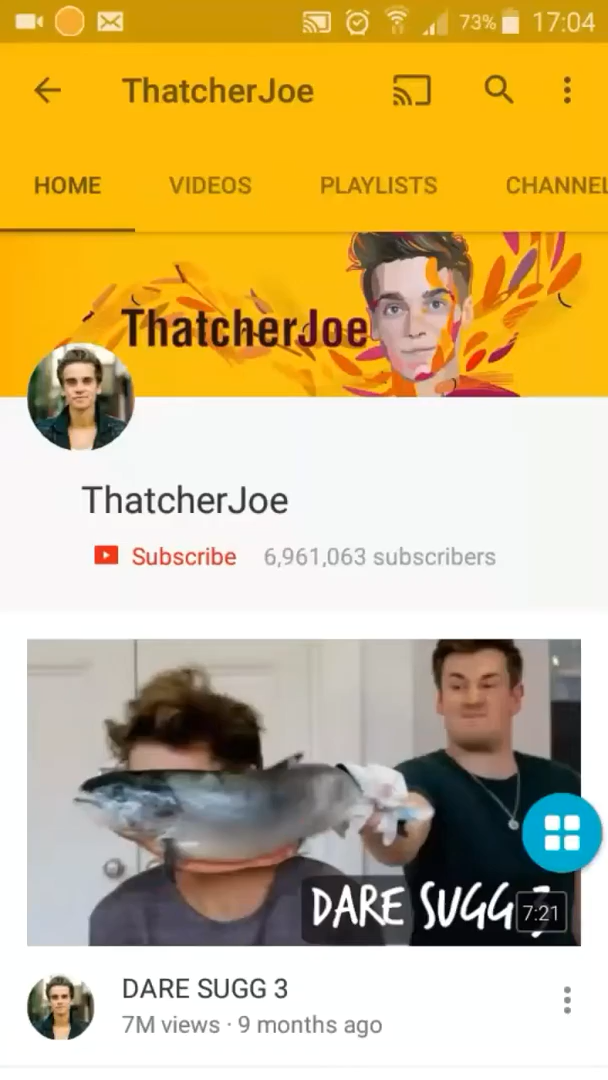 73% 17:04
ThatcherJoe
HOME VIDEOS PLAYLISTS CHANNEL
ThatcherJoe
ThatcherJoe
Subscribe 6,961,063 subscribers
DARE SUGG
7:21
DARE SUGG 3
7M views · 9 months ago